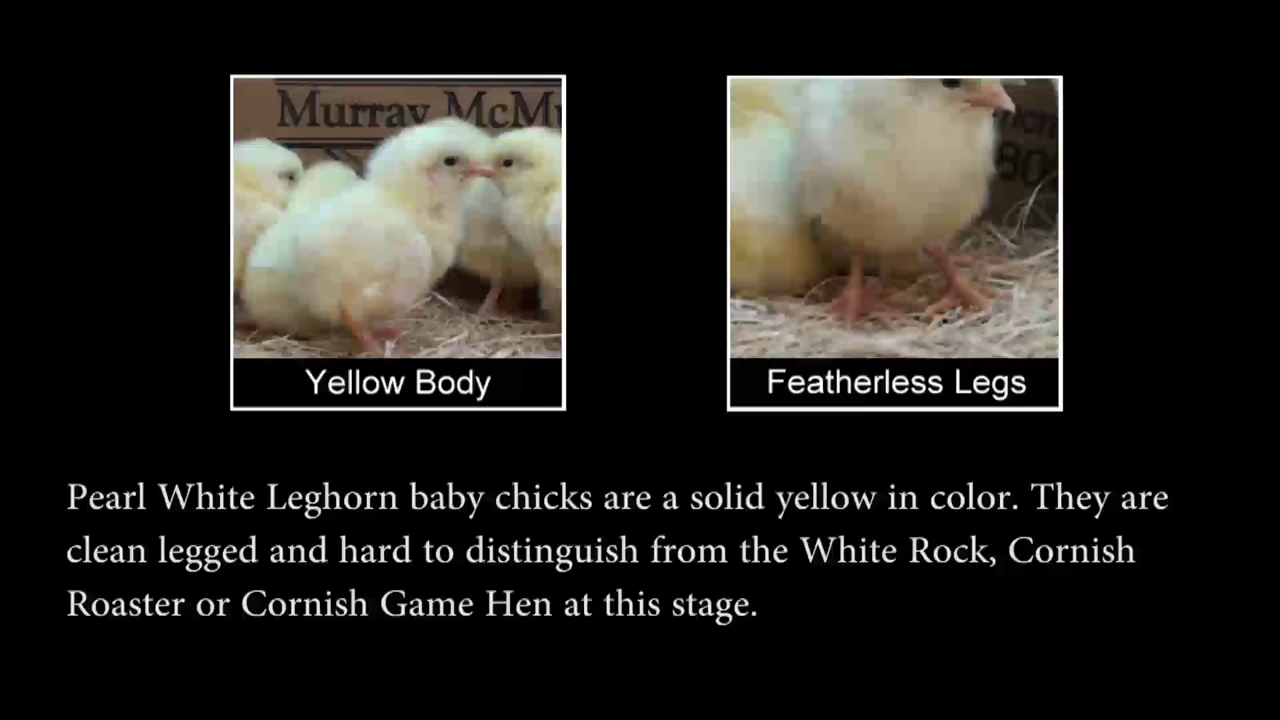 Murray McMu
80
Yellow Body
Featherless Legs
Pearl White Leghorn baby chicks are a solid yellow in color. They are
clean legged and hard to distinguish from the White Rock, Cornish
Roaster or Cornish Game Hen at this stage.